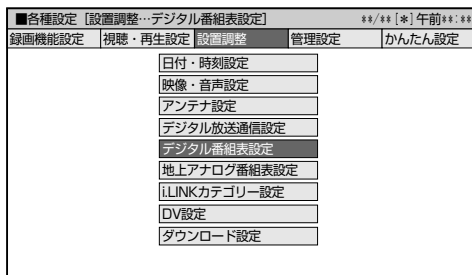 ■各種設定 [設置調整…デジタル番組表設定] **/**[*]午前**:**
録画機能設定 視聴・再生設定 設置調整 管理設定 かんたん設定
日付・時刻設定
映像・音声設定
アンテナ設定
デジタル放送通信設定
デジタル番組表設定
地上アナログ番組表設定
i.LINKカテゴリー設定
DV設定
ダウンロード設定